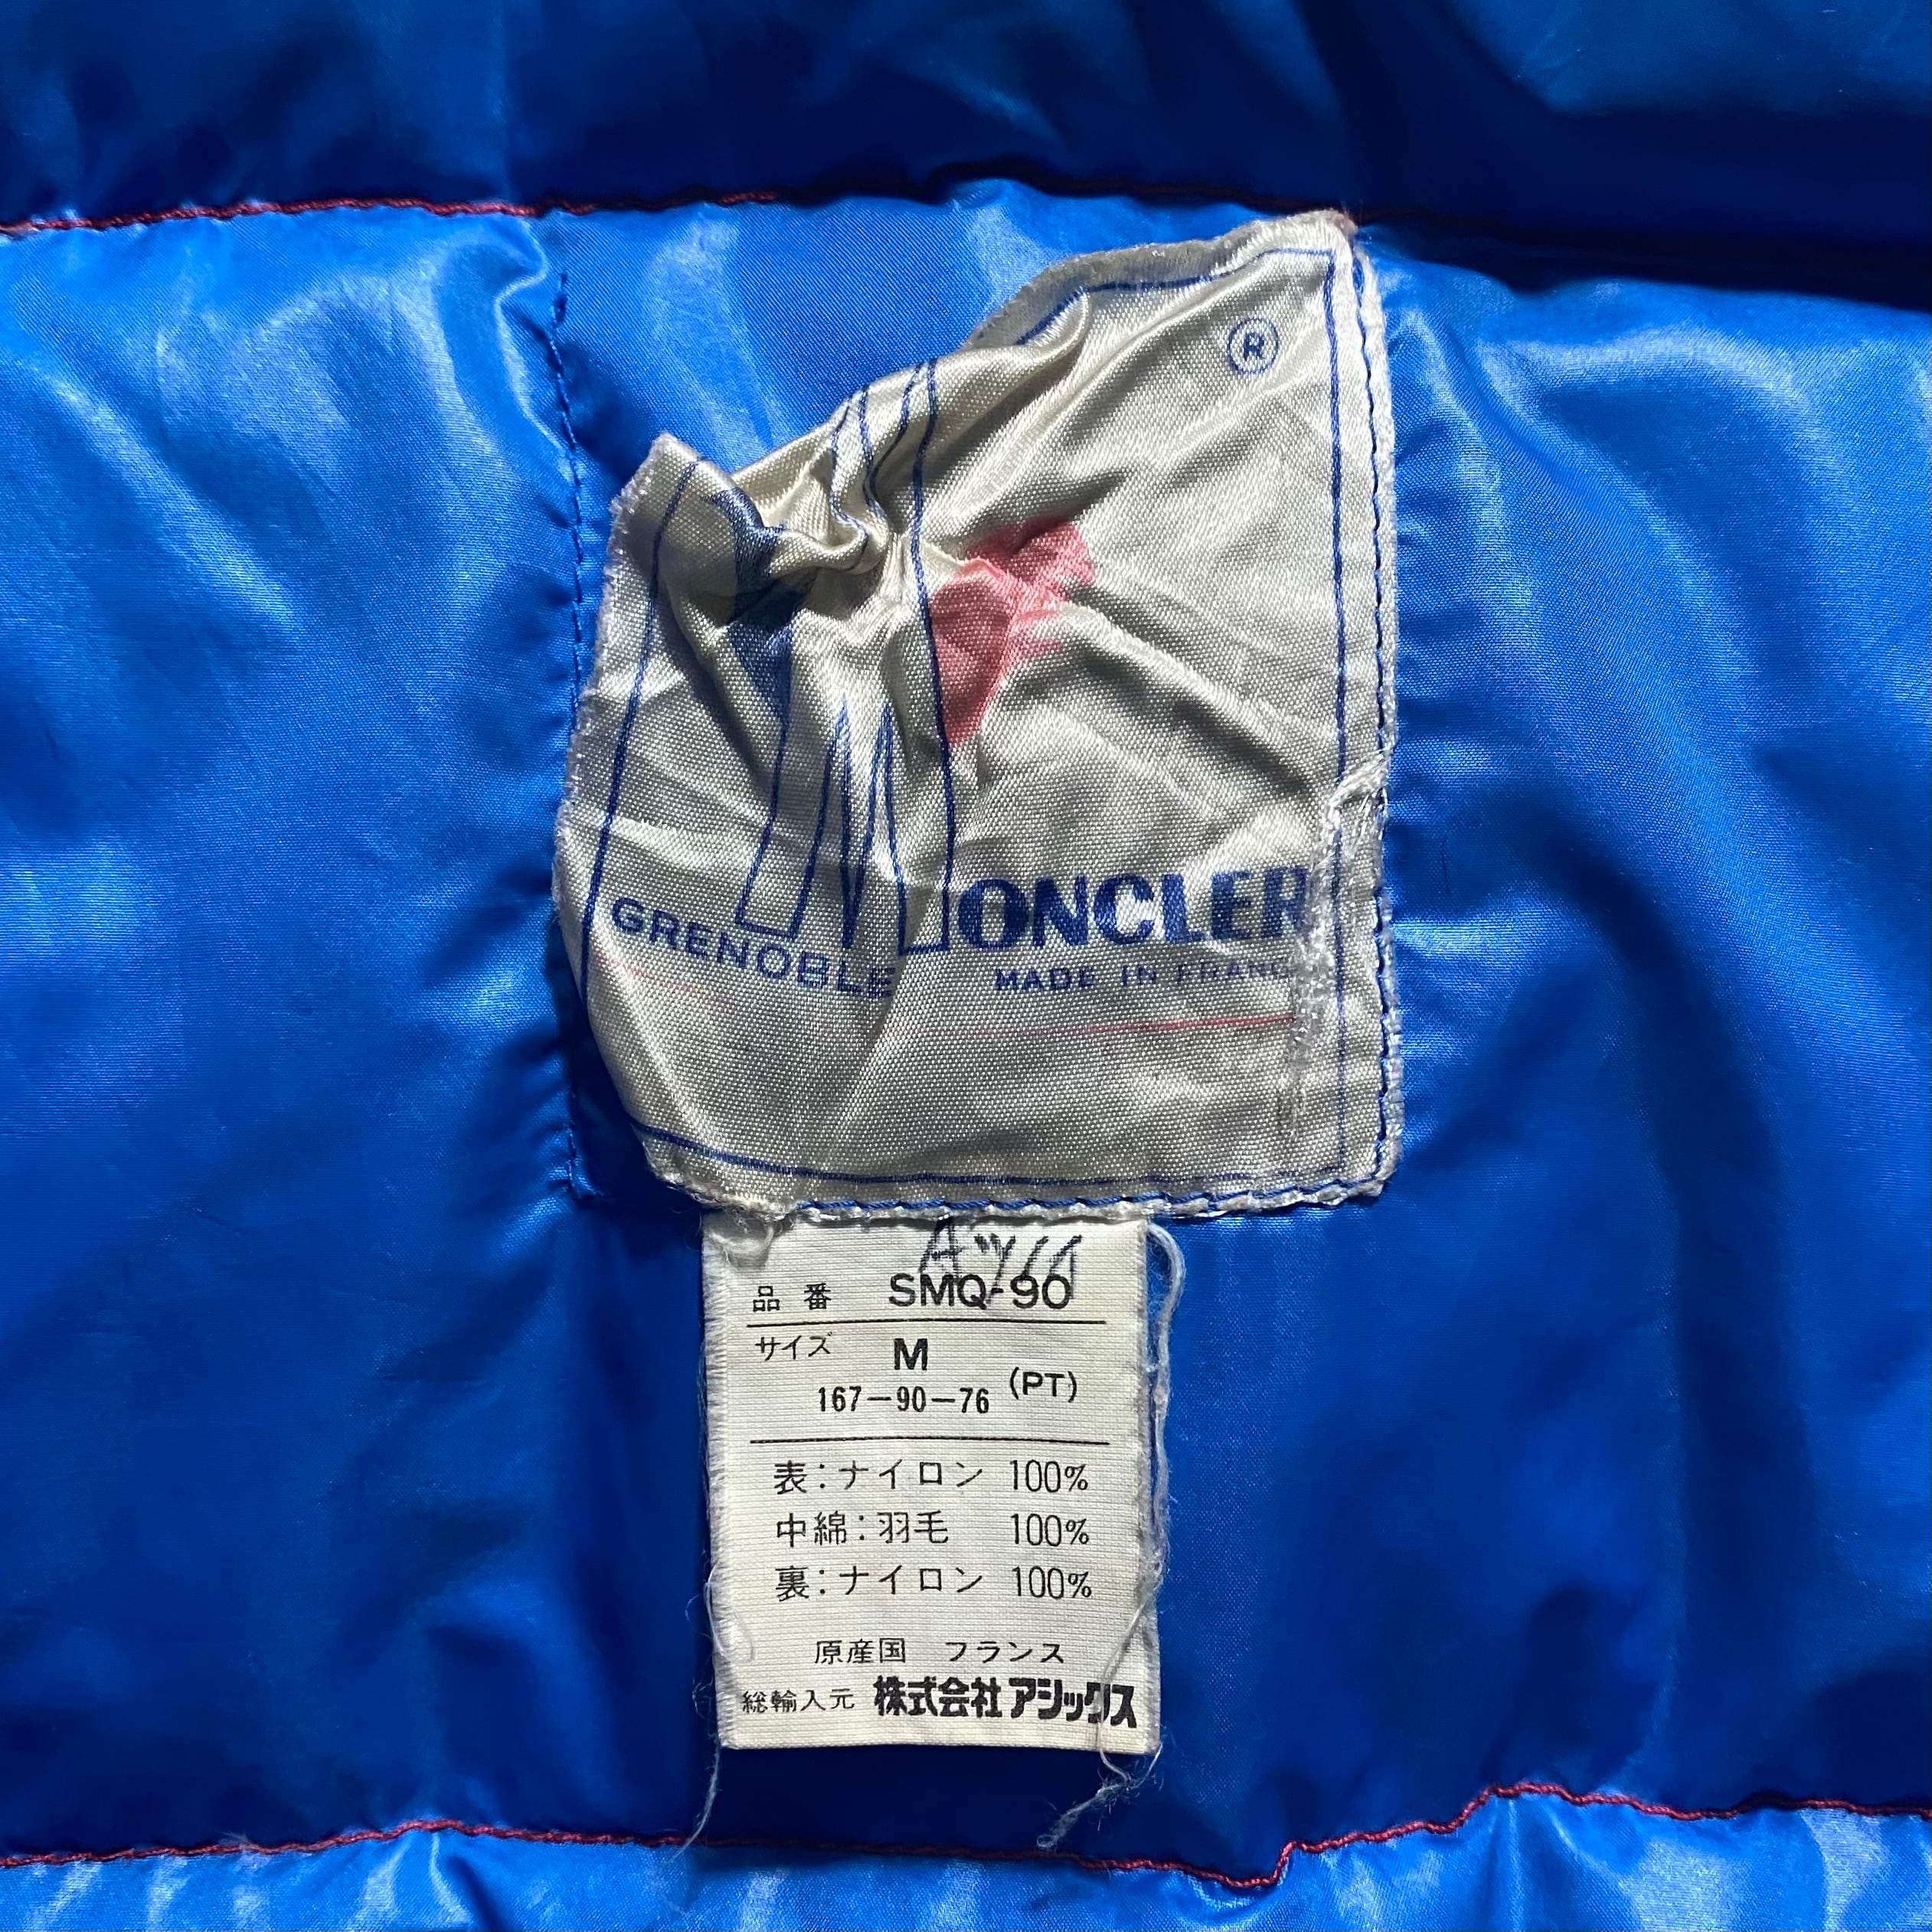 ®
MONCLER
GRENOBLE MADE IN FRANC
品番 SMQ-90
サイズ M
167-90-76 (PT)
表:ナイロン 100%
中綿:羽毛 100%
裏:ナイロン 100%
原産国 フランス
総輸入元 株式会社アシックス